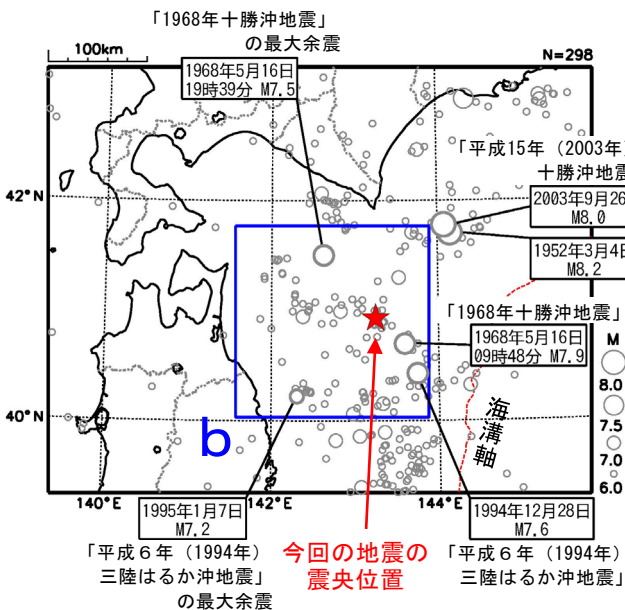 「1968年十勝沖地震」
の最大余震
100km
N=298
1968年5月16日
19時39分 M7.5
「平成15年（2003年）
十勝沖地震
42°N
2003年9月26
M8.0
1952年3月4日
M8.2
「1968年十勝沖地震」
1968年5月16日
09時48分 M7.9
M
8.0
7.5
7.0
6.0
40°N
b
海溝軸
140°E
142°E
144°E
1995年1月7日
M7.2
1994年12月28日
M7.6
「平成６年（1994年）
三陸はるか沖地震」
の最大余震
今回の地震の
震央位置
「平成６年（1994年）
三陸はるか沖地震」